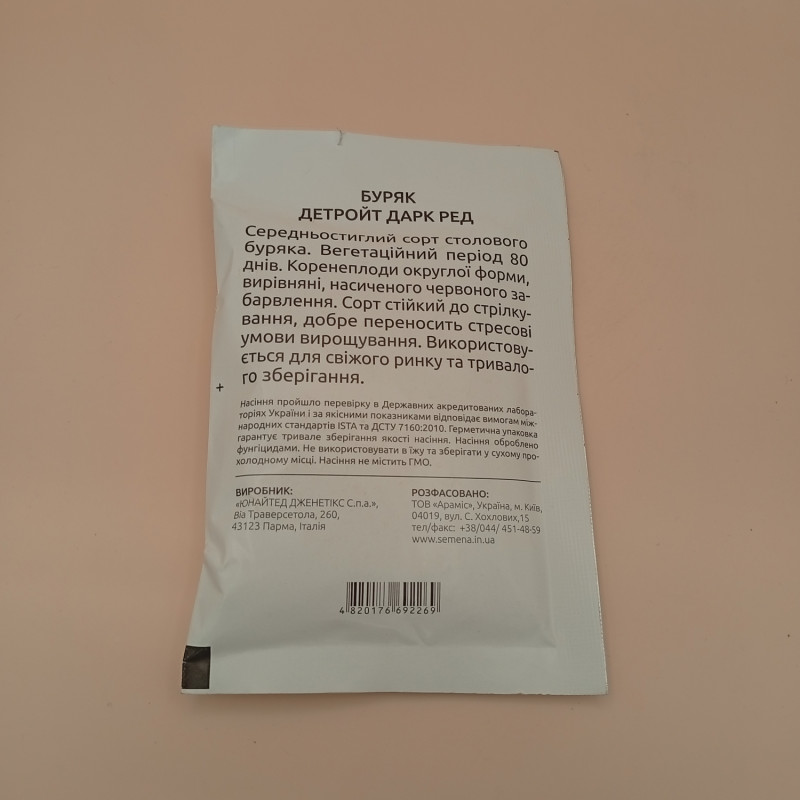 БУРЯК
ДЕТРОЙТ ДАРК РЕД
Середньостиглий сорт столового
буряка. Вегетаційний період 80
днів. Коренеплоди округлої форми,
вирівняні, насиченого червоного за-
барвлення. Сорт стійкий до стрілку-
вання, добре переносить стресові
умови вирощування. Використову-
ється для свіжого ринку та тривало-
го зберігання.
Насіння пройшло перевірку в Державних акредитованих лабора-
торіях України і за якісними показниками відповідає вимогам між-
народних стандартів ISTA та ДСТУ 7160:2010. Герметична упаковка
гарантує тривале зберігання якості насіння. Насіння оброблено
фунгіцидами. Не використовувати в їжу та зберігати у сухому про-
холодному місці. Насіння не містить ГМО.
ВИРОБНИК:
«ЮНАЙТЕД ДЖЕНЕТІКС С.п.а.»,
Віа Траверсетола, 260,
43123 Парма, Італія
РОЗФАСОВАНО:
ТОВ «Араміс», Україна, м. Київ,
04019, вул. С. Хохлових,15
тел/факс: +38/044/ 451-48-59
www.semena.in.ua
4 820176 692269